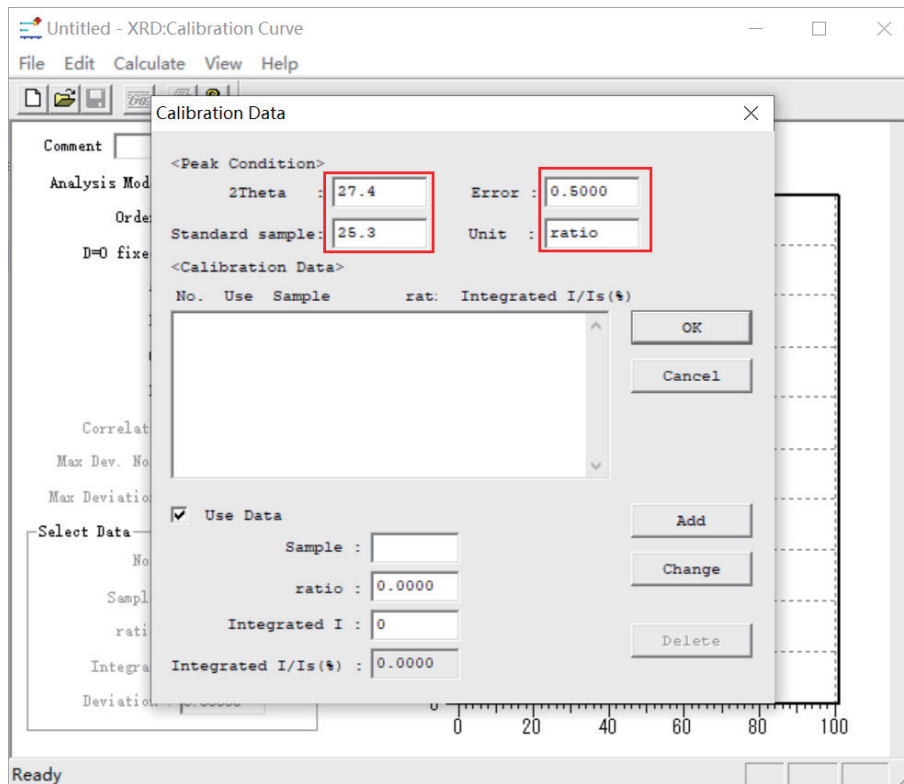 Untitled - XRD:Calibration Curve
File Edit Calculate View Help
Calibration Data
Comment
<Peak Condition>
Analysis Mod
2Theta : 27.4 Error : 0.5000
Orde
Standard sample: 25.3 Unit : ratio
D=0 fixe
<Calibration Data>
No. Use Sample rat: Integrated I/Is(%)
OK
Cancel
Correlat
Max Dev. No
Max Deviatio
Use Data
Add
Select Data
Sample :
No
Change
ratio : 0.0000
Sampl
Integrated I : 0
rati
Delete
Integrated I/Is(%) : 0.0000
Integra
Deviation
0
0 20 40 60 80 100
Ready